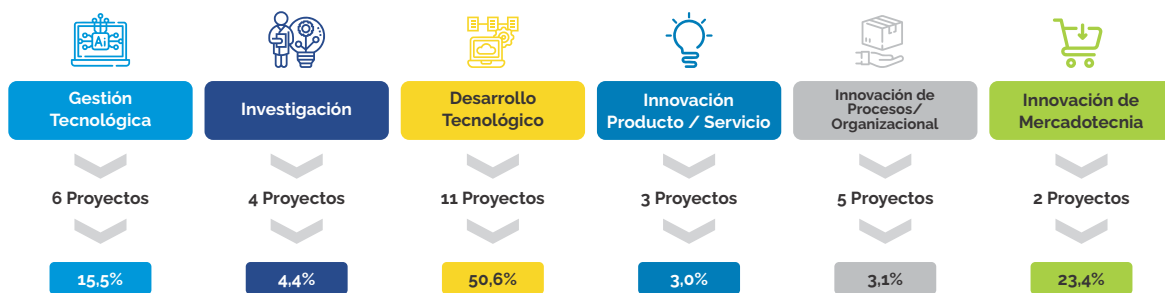 Ai
Gestión
Tecnológica
Investigación
Desarrollo
Tecnológico
Innovación
Producto / Servicio
Innovación de
Procesos/
Organizacional
Innovación de
Mercadotecnia
6 Proyectos
4 Proyectos
11 Proyectos
3 Proyectos
5 Proyectos
2 Proyectos
15,5%
4,4%
50,6%
3,0%
3,1%
23,4%